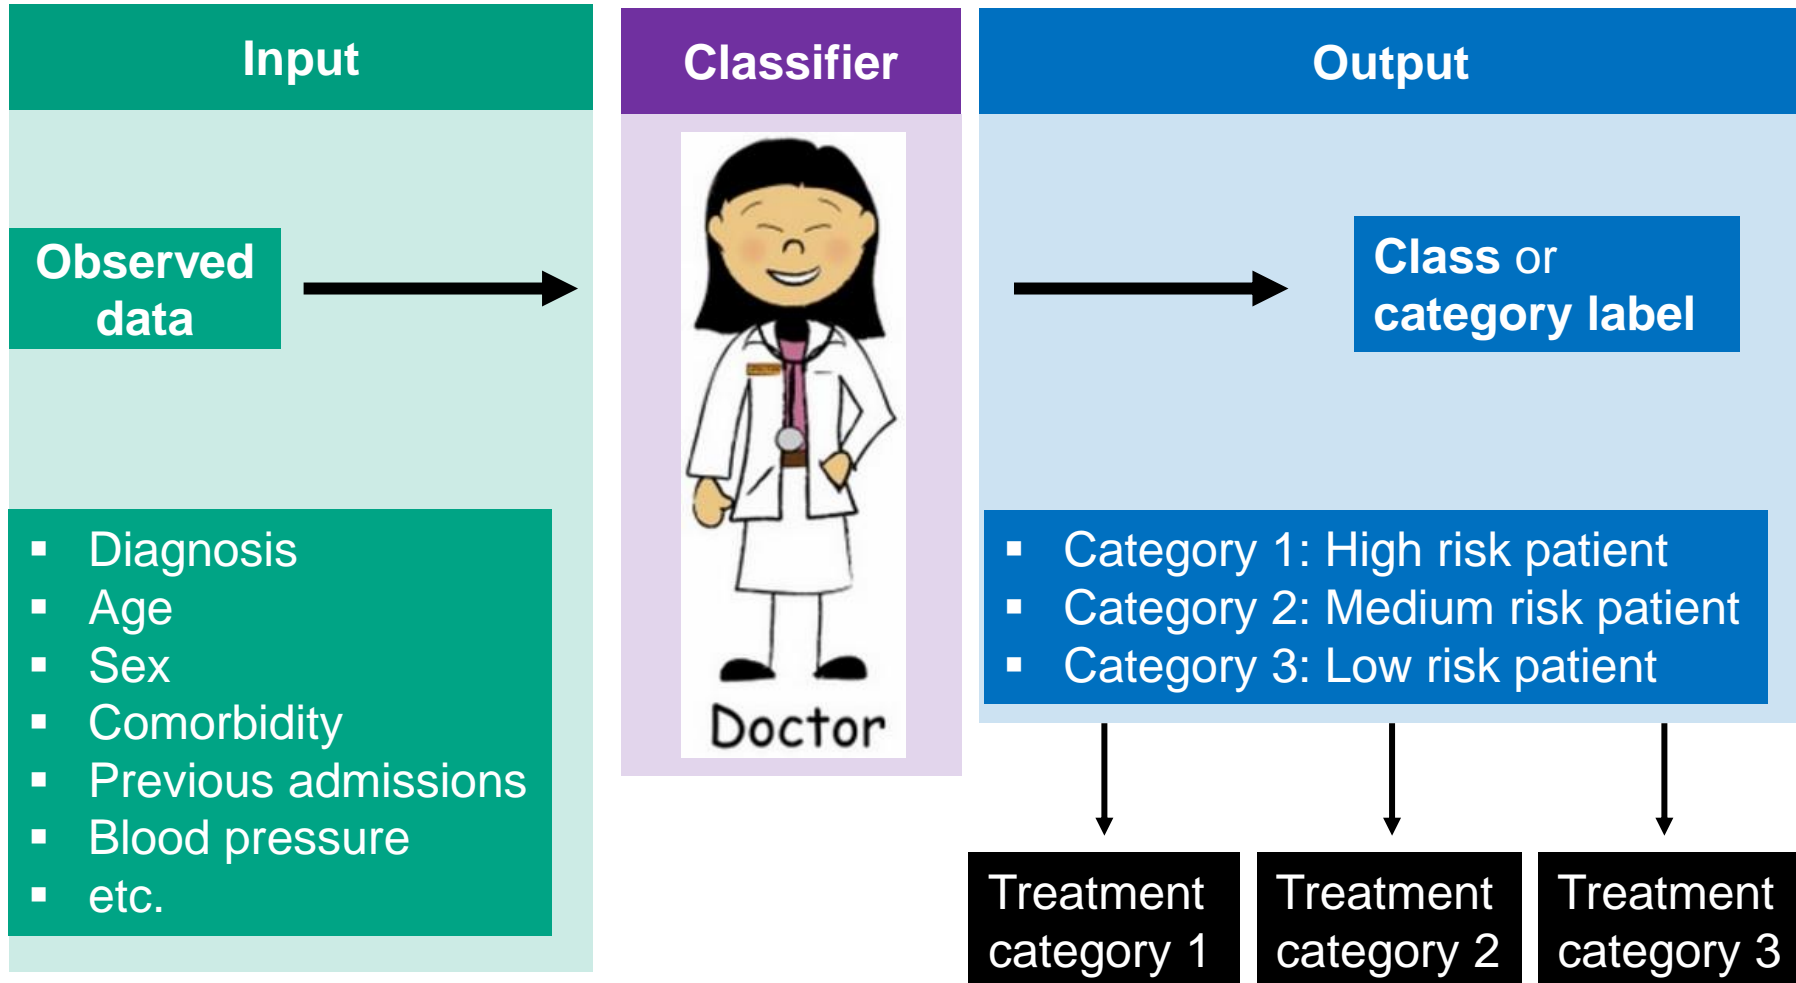 Input
Classifier
Output
Observed
data
Class or
category label
▪ Diagnosis
▪ Age
▪ Sex
▪ Comorbidity
▪ Previous admissions
▪ Blood pressure
▪ etc.
Doctor
▪ Category 1: High risk patient
▪ Category 2: Medium risk patient
▪ Category 3: Low risk patient
Treatment
category 1
Treatment
category 2
Treatment
category 3